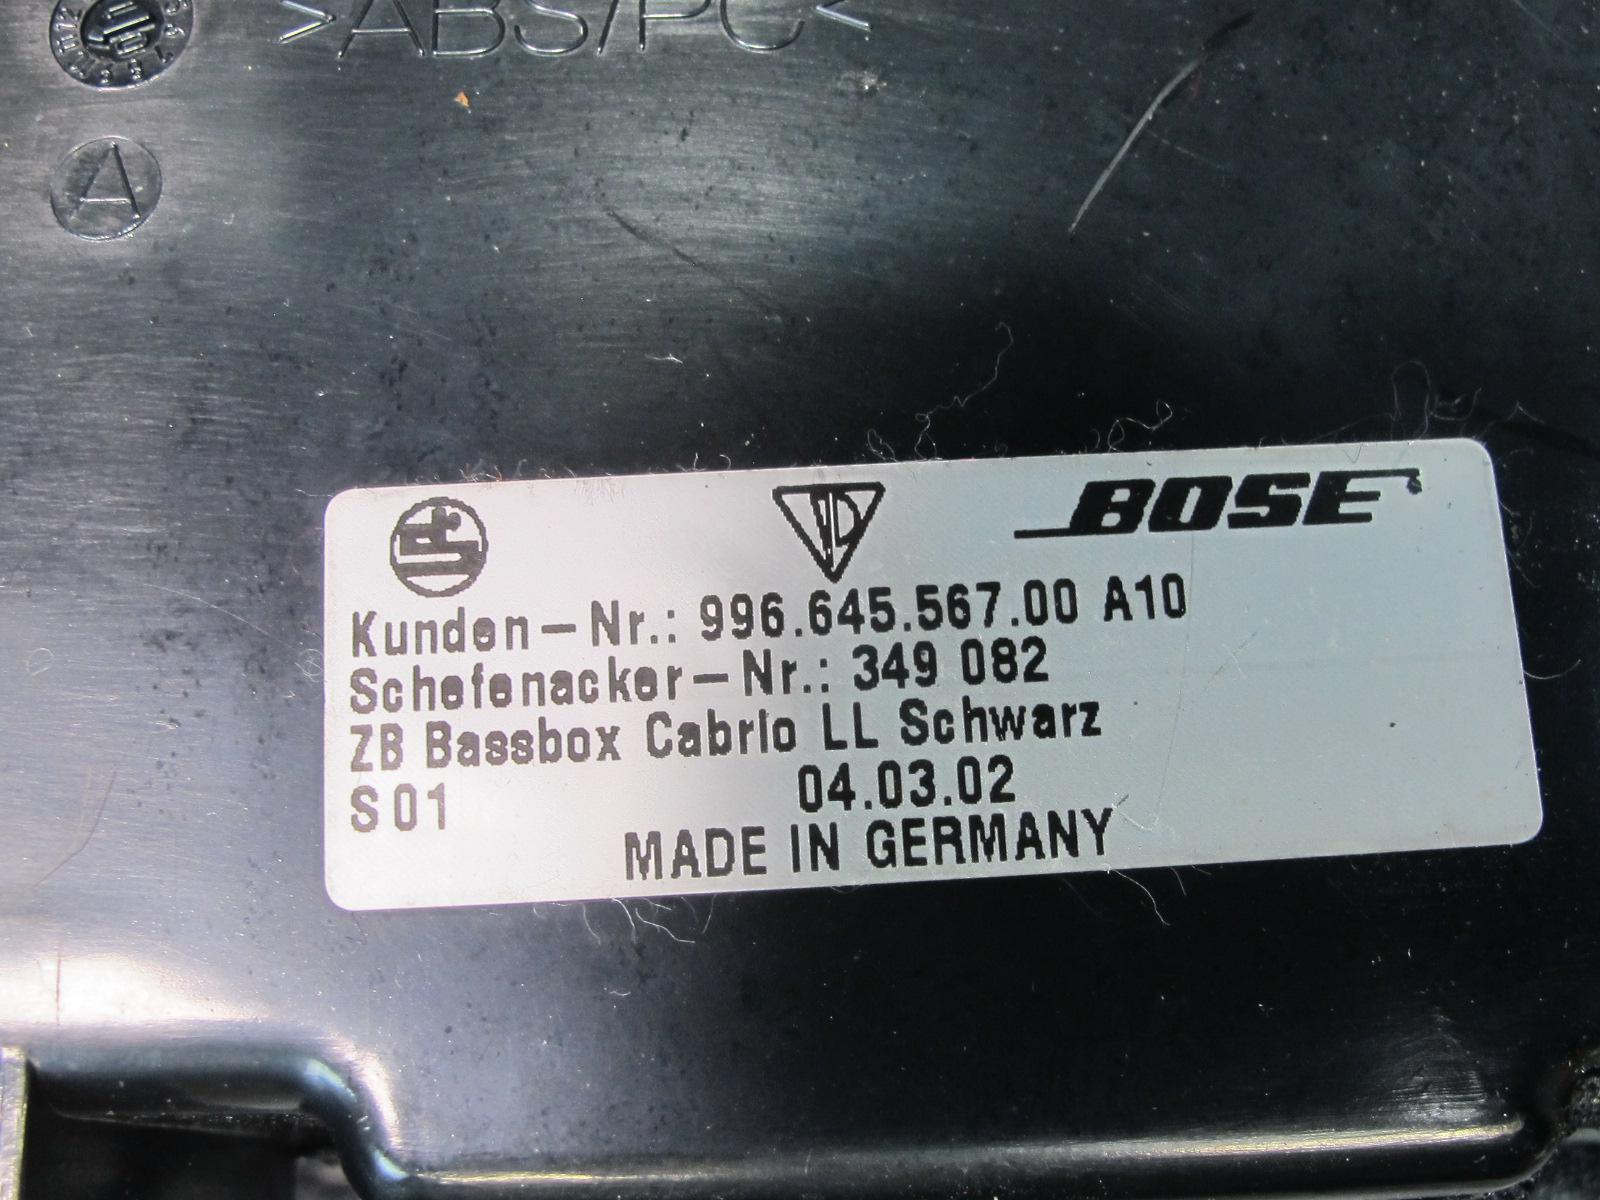 >ABS/PC<
A
BOSE
Kunden-Nr.: 996.645.567.00 A10
Schefenacker-Nr.: 349 082
ZB Bassbox Cabrio LL Schwarz
S 01 04.03.02
MADE IN GERMANY